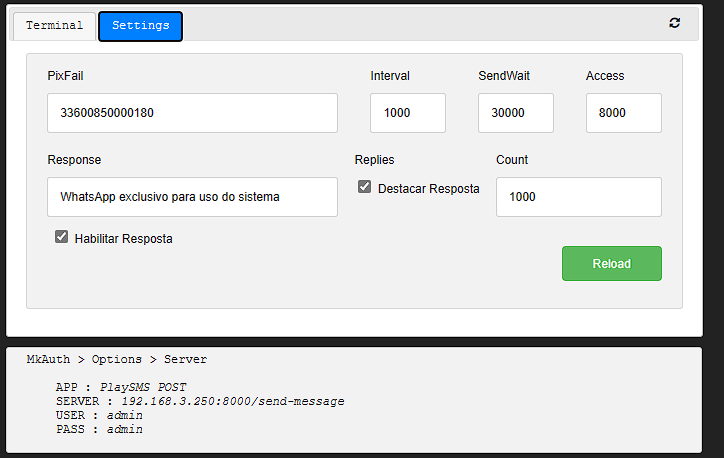 Terminal Settings
PixFail Interval SendWait Access
33600850000180 1000 30000 8000
Response Replies Count
WhatsApp exclusivo para uso do sistema Destacar Resposta 1000
Habilitar Resposta
Reload
MkAuth > Options > Server
APP : PlaySMS POST
SERVER : 192.168.3.250:8000/send-message
USER : admin
PASS : admin